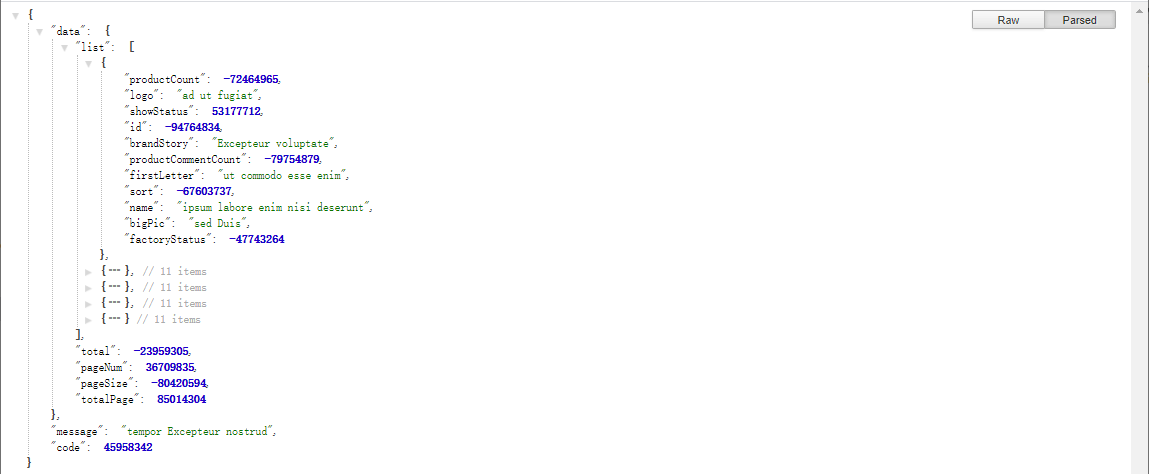 {
Raw Parsed
"data": {
"list": [
{
"productCount": -72464965,
"logo": "ad ut fugiat",
"showStatus": 53177712,
"id": -94764834,
"brandStory": "Excepteur voluptate",
"productCommentCount": -79754879,
"firstLetter": "ut commodo esse enim",
"sort": -67603737,
"name": "ipsum labore enim nisi deserunt",
"bigPic": "sed Duis",
"factoryStatus": -47743264
},
{...}, // 11 items
{...}, // 11 items
{...}, // 11 items
{...} // 11 items
],
"total": -23959305,
"pageNum": 36709835,
"pageSize": -80420594,
"totalPage": 85014304
},
"message": "tempor Excepteur nostrud",
"code": 45958342
}